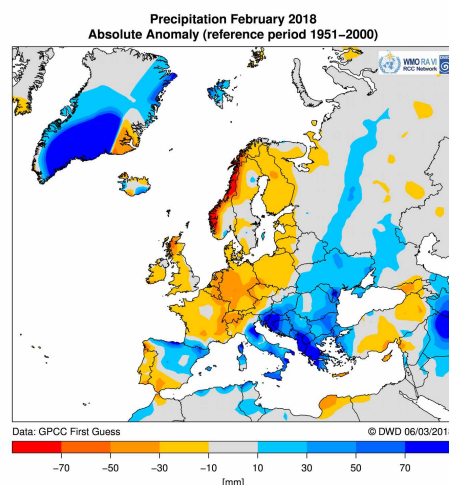 Precipitation February 2018
Absolute Anomaly (reference period 1951−2000)
WMO RA VI
RCC Network
Data: GPCC First Guess
© DWD 06/03/2018
−70 −50 −30 −10 10 30 50 70
[mm]